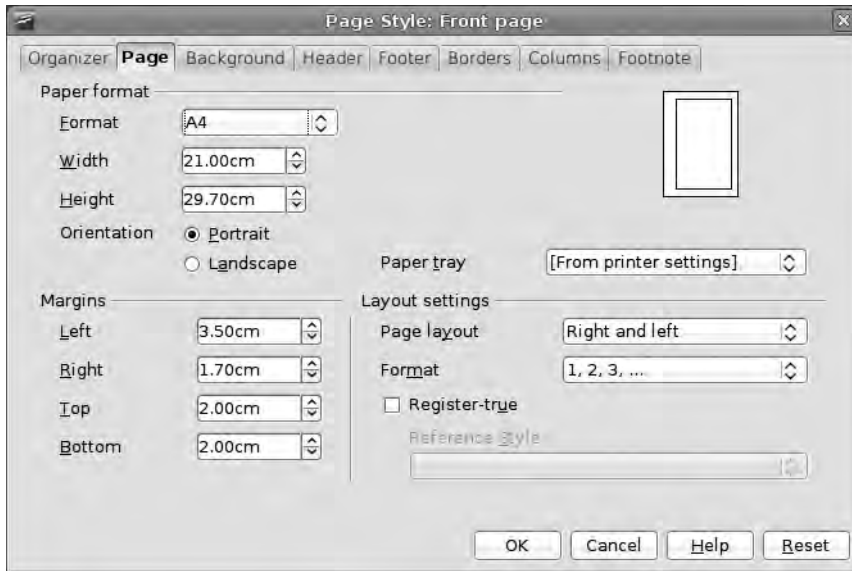 Page Style: Front page
Organizer Page Background Header Footer Borders Columns Footnote
Paper format
Format A4
Width 21.00cm
Height 29.70cm
Orientation Portrait
Landscape Paper tray [From printer settings]
Margins Layout settings
Left 3.50cm Page layout Right and left
Right 1.70cm Format 1, 2, 3, ...
Top 2.00cm Register-true
Bottom 2.00cm Reference Style
OK Cancel Help Reset